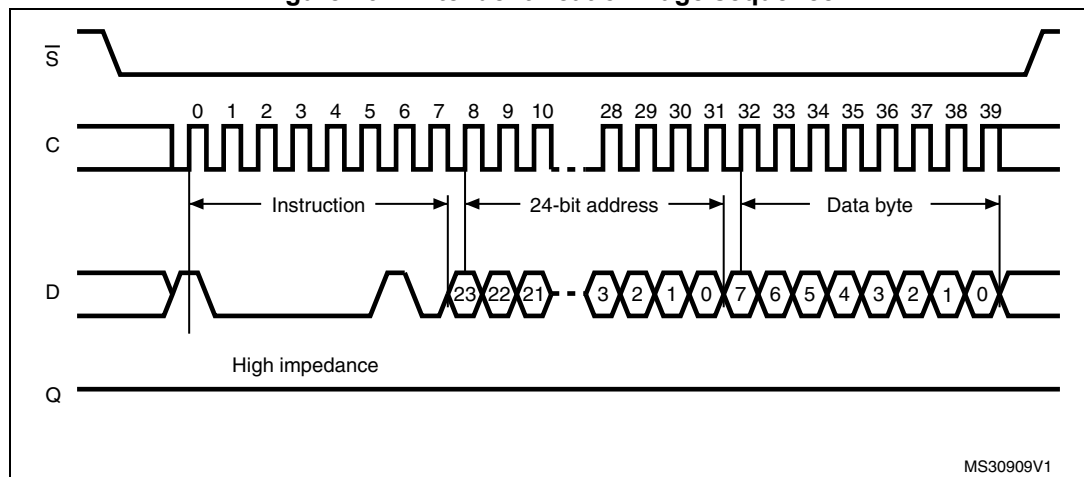 S̅
0 1 2 3 4 5 6 7 8 9 10 28 29 30 31 32 33 34 35 36 37 38 39
C
Instruction 24-bit address Data byte
D 23 22 21 3 2 1 0 7 6 5 4 3 2 1 0
High impedance
Q
MS30909V1